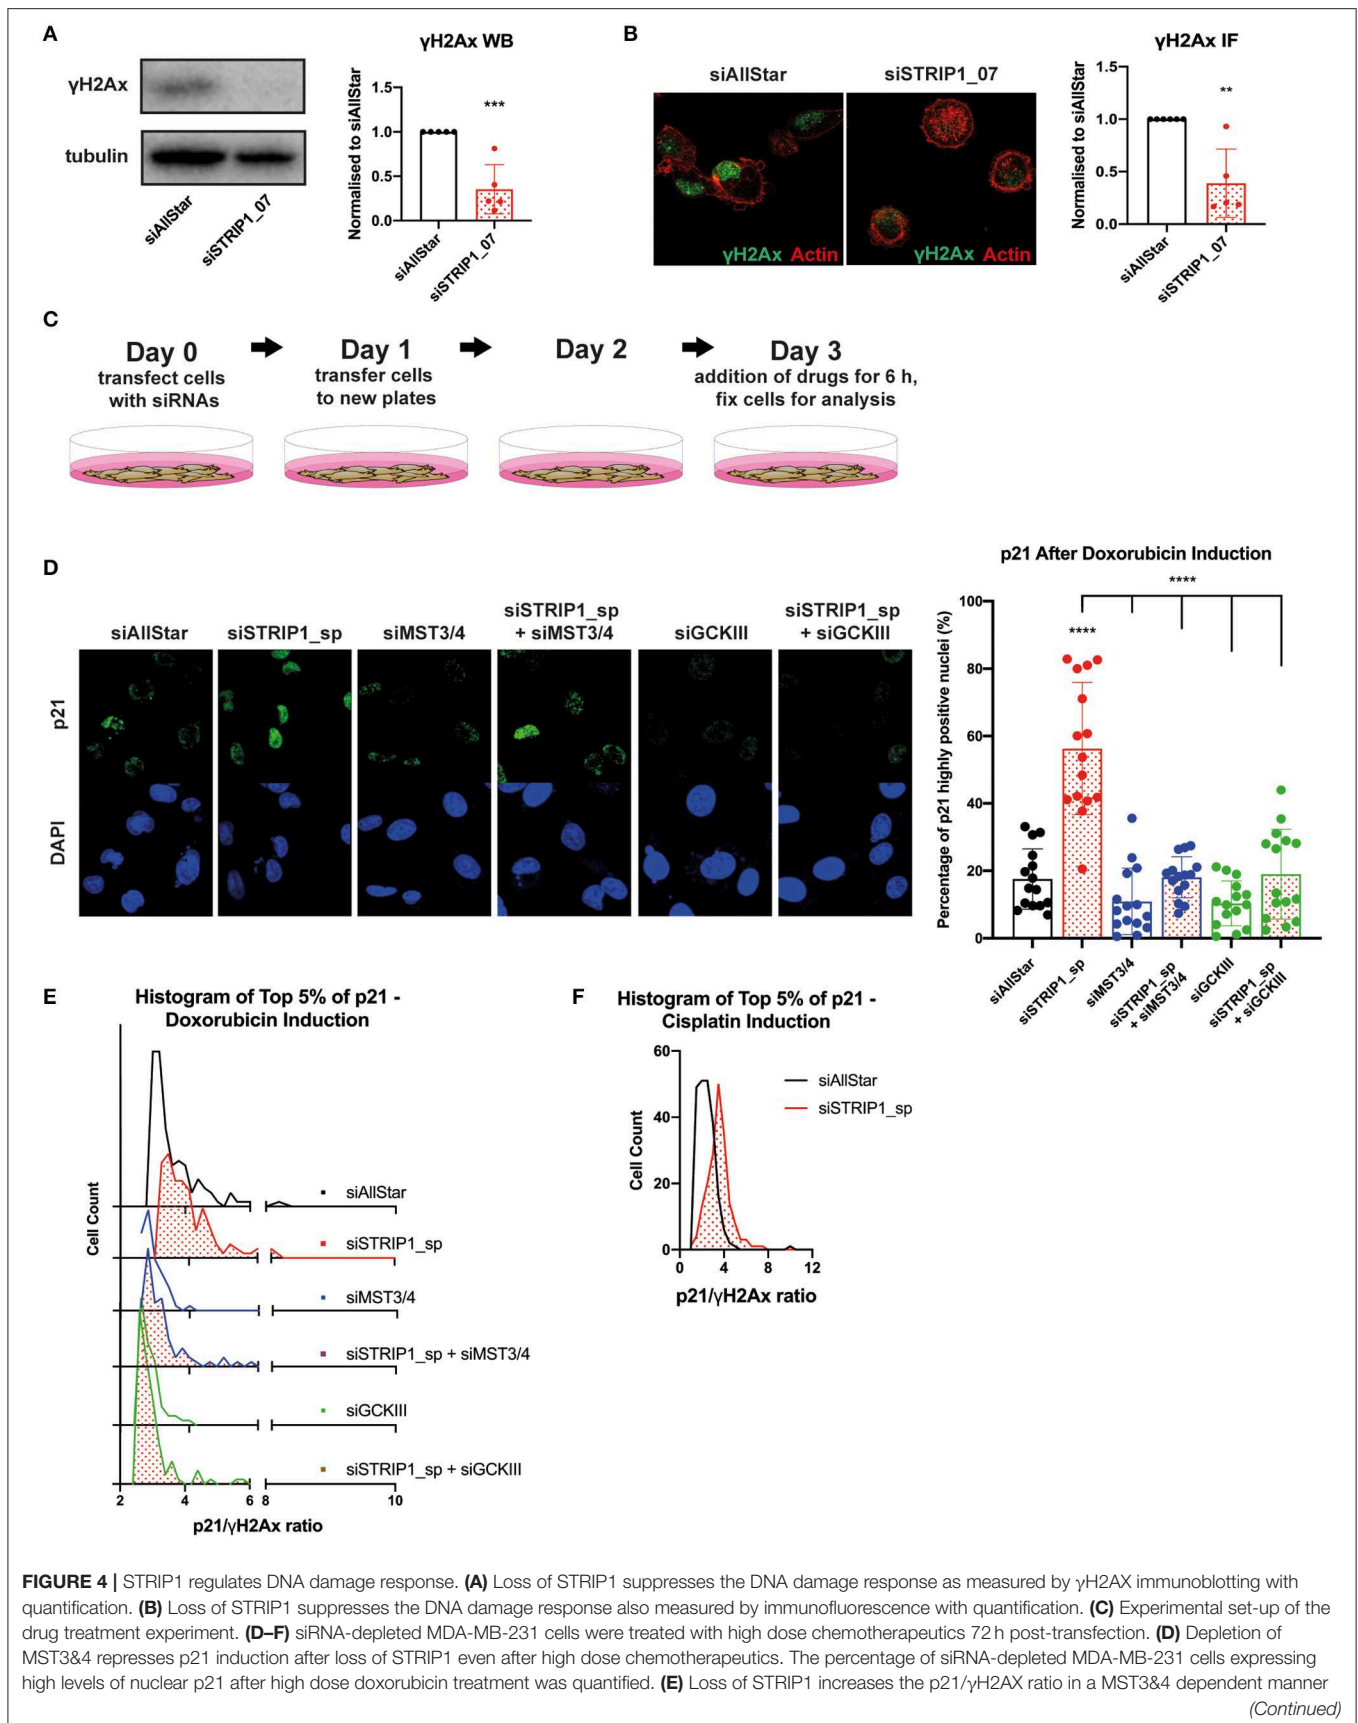 A
γH2Ax
tubulin
siAllStar
siSTRIP1_07
γH2Ax WB
Normalised to siAllStar
1.5
1.0
0.5
0.0
***
siAllStar
siSTRIP1_07
B
siAllStar
siSTRIP1_07
γH2Ax Actin
γH2Ax Actin
γH2Ax IF
Normalised to siAllStar
1.5
1.0
0.5
0.0
**
siAllStar
siSTRIP1_07
C
Day 0
transfect cells
with siRNAs
Day 1
transfer cells
to new plates
Day 2
Day 3
addition of drugs for 6 h,
fix cells for analysis
D
siAllStar
siSTRIP1_sp
siMST3/4
siSTRIP1_sp
+ siMST3/4
siGCKIII
siSTRIP1_sp
+ siGCKIII
p21
DAPI
p21 After Doxorubicin Induction
Percentage of p21 highly positive nuclei (%)
100
80
60
40
20
0
****
****
siAllStar
siSTRIP1_sp
siMST3/4
siSTRIP1_sp
+ siMST3/4
siGCKIII
siSTRIP1_sp
+ siGCKIII
E
Histogram of Top 5% of p21 -
Doxorubicin Induction
Cell Count
siAllStar
siSTRIP1_sp
siMST3/4
siSTRIP1_sp + siMST3/4
siGCKIII
siSTRIP1_sp + siGCKIII
2 4 6 8 10
p21/γH2Ax ratio
F
Histogram of Top 5% of p21 -
Cisplatin Induction
Cell Count
60
40
20
0
siAllStar
siSTRIP1_sp
0 4 8 12
p21/γH2Ax ratio
FIGURE 4 | STRIP1 regulates DNA damage response. (A) Loss of STRIP1 suppresses the DNA damage response as measured by γH2AX immunoblotting with
quantification. (B) Loss of STRIP1 suppresses the DNA damage response also measured by immunofluorescence with quantification. (C) Experimental set-up of the
drug treatment experiment. (D–F) siRNA-depleted MDA-MB-231 cells were treated with high dose chemotherapeutics 72 h post-transfection. (D) Depletion of
MST3&4 represses p21 induction after loss of STRIP1 even after high dose chemotherapeutics. The percentage of siRNA-depleted MDA-MB-231 cells expressing
high levels of nuclear p21 after high dose doxorubicin treatment was quantified. (E) Loss of STRIP1 increases the p21/γH2AX ratio in a MST3&4 dependent manner
(Continued)